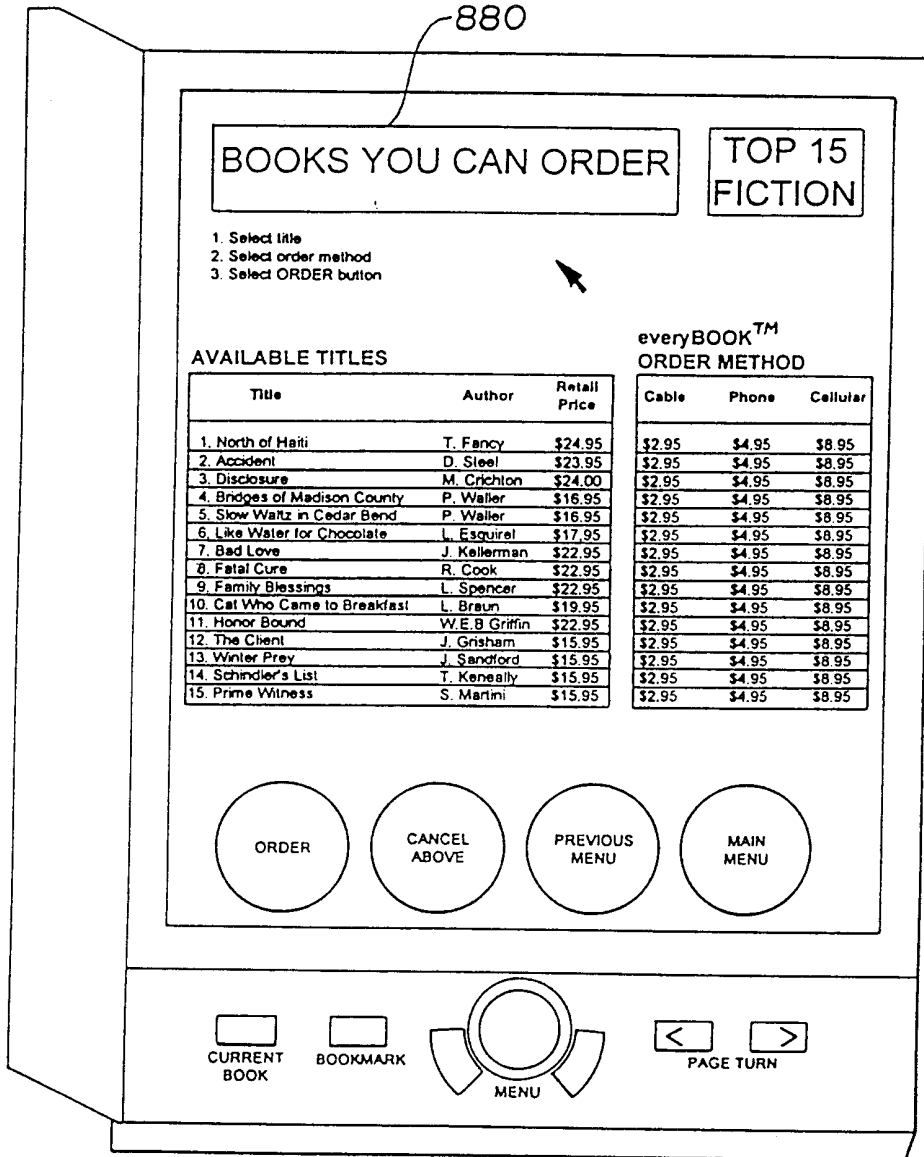 880
BOOKS YOU CAN ORDER
TOP 15
FICTION
1. Select title
2. Select order method
3. Select ORDER button
AVAILABLE TITLES
everyBOOK™
ORDER METHOD
Title Author Retail Price
Cable Phone Cellular
1. North of Haiti T. Fancy $24.95 $2.95 $4.95 $8.95
2. Accident D. Steel $23.95 $2.95 $4.95 $8.95
3. Disclosure M. Crichton $24.00 $2.95 $4.95 $8.95
4. Bridges of Madison County P. Waller $16.95 $2.95 $4.95 $8.95
5. Slow Waltz in Cedar Bend P. Waller $16.95 $2.95 $4.95 $8.95
6. Like Water for Chocolate L. Esquirel $17.95 $2.95 $4.95 $8.95
7. Bad Love J. Kellerman $22.95 $2.95 $4.95 $8.95
8. Fatal Cure R. Cook $22.95 $2.95 $4.95 $8.95
9. Family Blessings L. Spencer $22.95 $2.95 $4.95 $8.95
10. Cat Who Came to Breakfast L. Braun $19.95 $2.95 $4.95 $8.95
11. Honor Bound W.E.B Griffin $22.95 $2.95 $4.95 $8.95
12. The Client J. Grisham $15.95 $2.95 $4.95 $8.95
13. Winter Prey J. Sandford $15.95 $2.95 $4.95 $8.95
14. Schindler's List T. Keneally $15.95 $2.95 $4.95 $8.95
15. Prime Witness S. Martini $15.95 $2.95 $4.95 $8.95
ORDER
CANCEL
ABOVE
PREVIOUS
MENU
MAIN
MENU
CURRENT
BOOK
BOOKMARK
MENU
< >
PAGE TURN